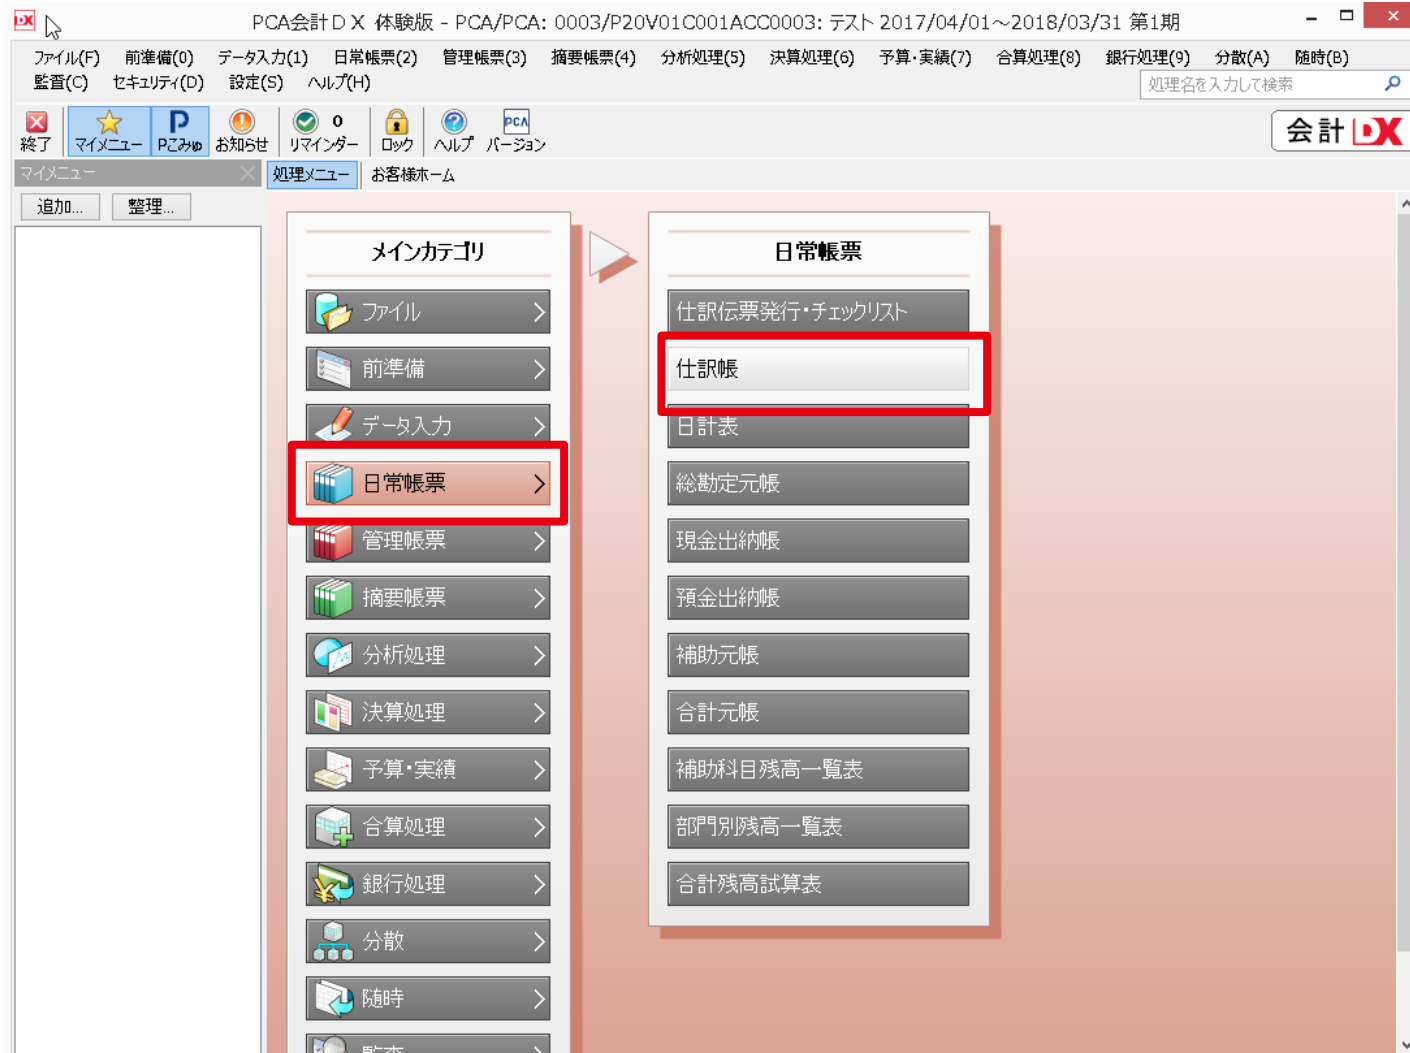 PCA会計ＤＸ 体験版 - PCA/PCA: 0003/P20V01C001ACC0003: テスト 2017/04/01～2018/03/31 第1期
ファイル(F) 前準備(0) データ入力(1) 日常帳票(2) 管理帳票(3) 摘要帳票(4) 分析処理(5) 決算処理(6) 予算・実績(7) 合算処理(8) 銀行処理(9) 分散(A) 随時(B)
監査(C) セキュリティ(D) 設定(S) ヘルプ(H)
処理名を入力して検索
終了 マイメニュー Pこみゅ お知らせ リマインダー 0 ロック ヘルプ バージョン
会計 DX
マイメニュー
処理メニュー お客様ホーム
追加... 整理...
メインカテゴリ
ファイル
前準備
データ入力
日常帳票
管理帳票
摘要帳票
分析処理
決算処理
予算・実績
合算処理
銀行処理
分散
随時
監査
日常帳票
仕訳伝票発行・チェックリスト
仕訳帳
日計表
総勘定元帳
現金出納帳
預金出納帳
補助元帳
合計元帳
補助科目残高一覧表
部門別残高一覧表
合計残高試算表